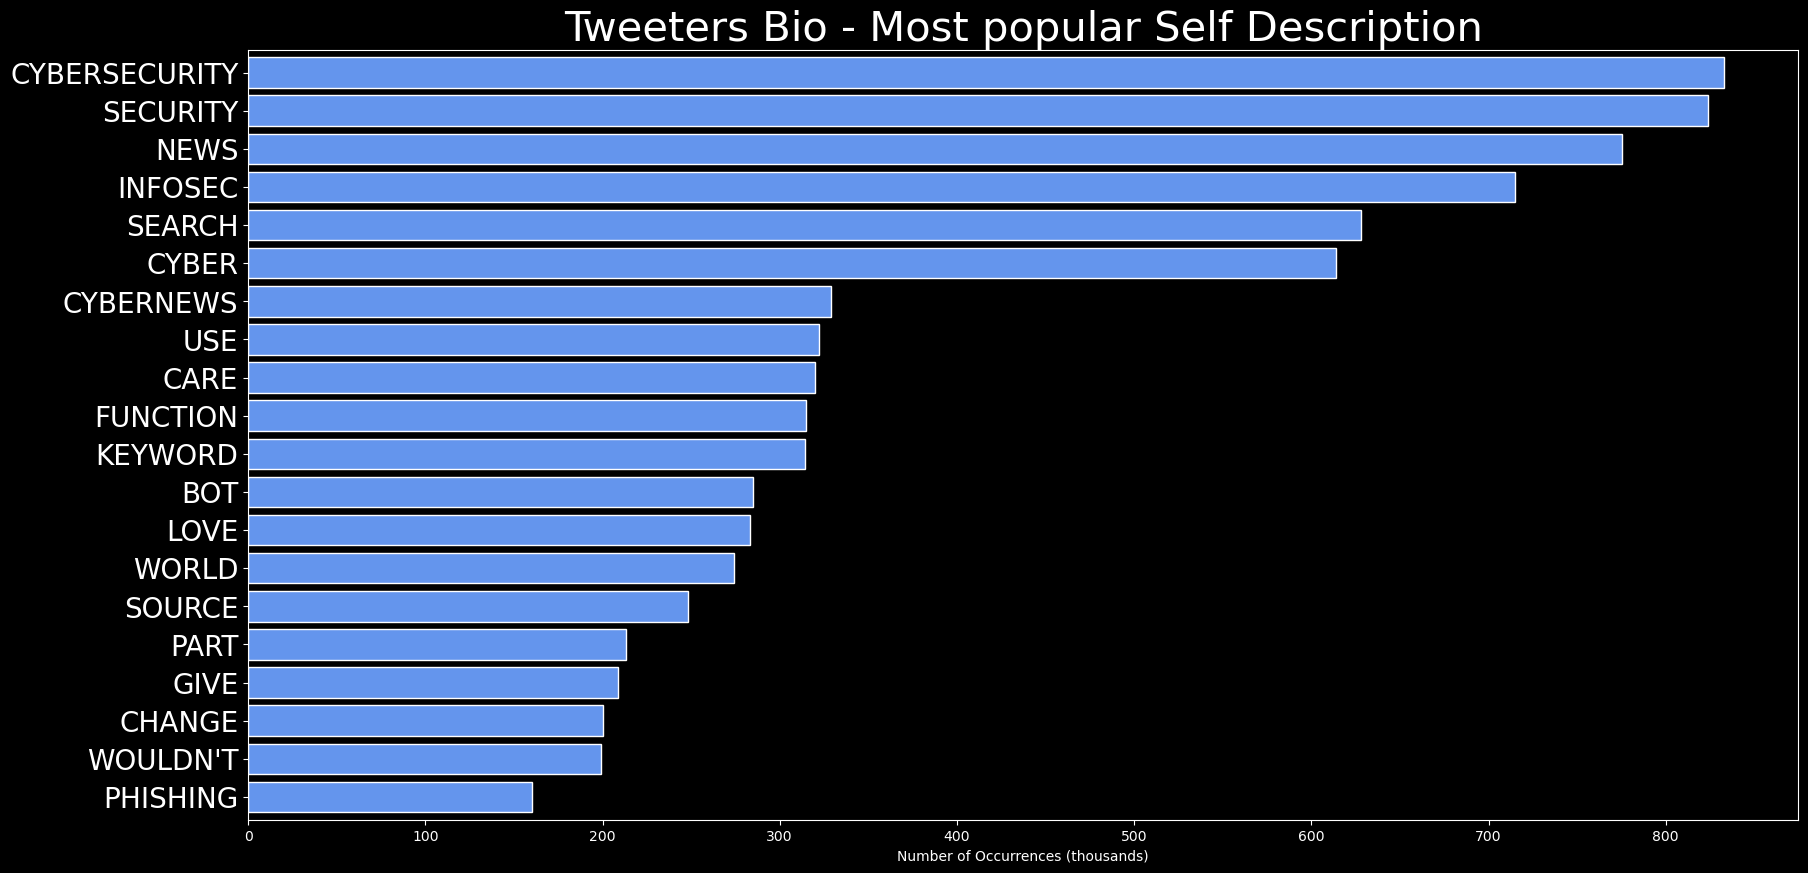 Tweeters Bio - Most popular Self Description
CYBERSECURITY
SECURITY
NEWS
INFOSEC
SEARCH
CYBER
CYBERNEWS
USE
CARE
FUNCTION
KEYWORD
BOT
LOVE
WORLD
SOURCE
PART
GIVE
CHANGE
WOULDN'T
PHISHING
0 100 200 300 400 500 600 700 800
Number of Occurrences (thousands)